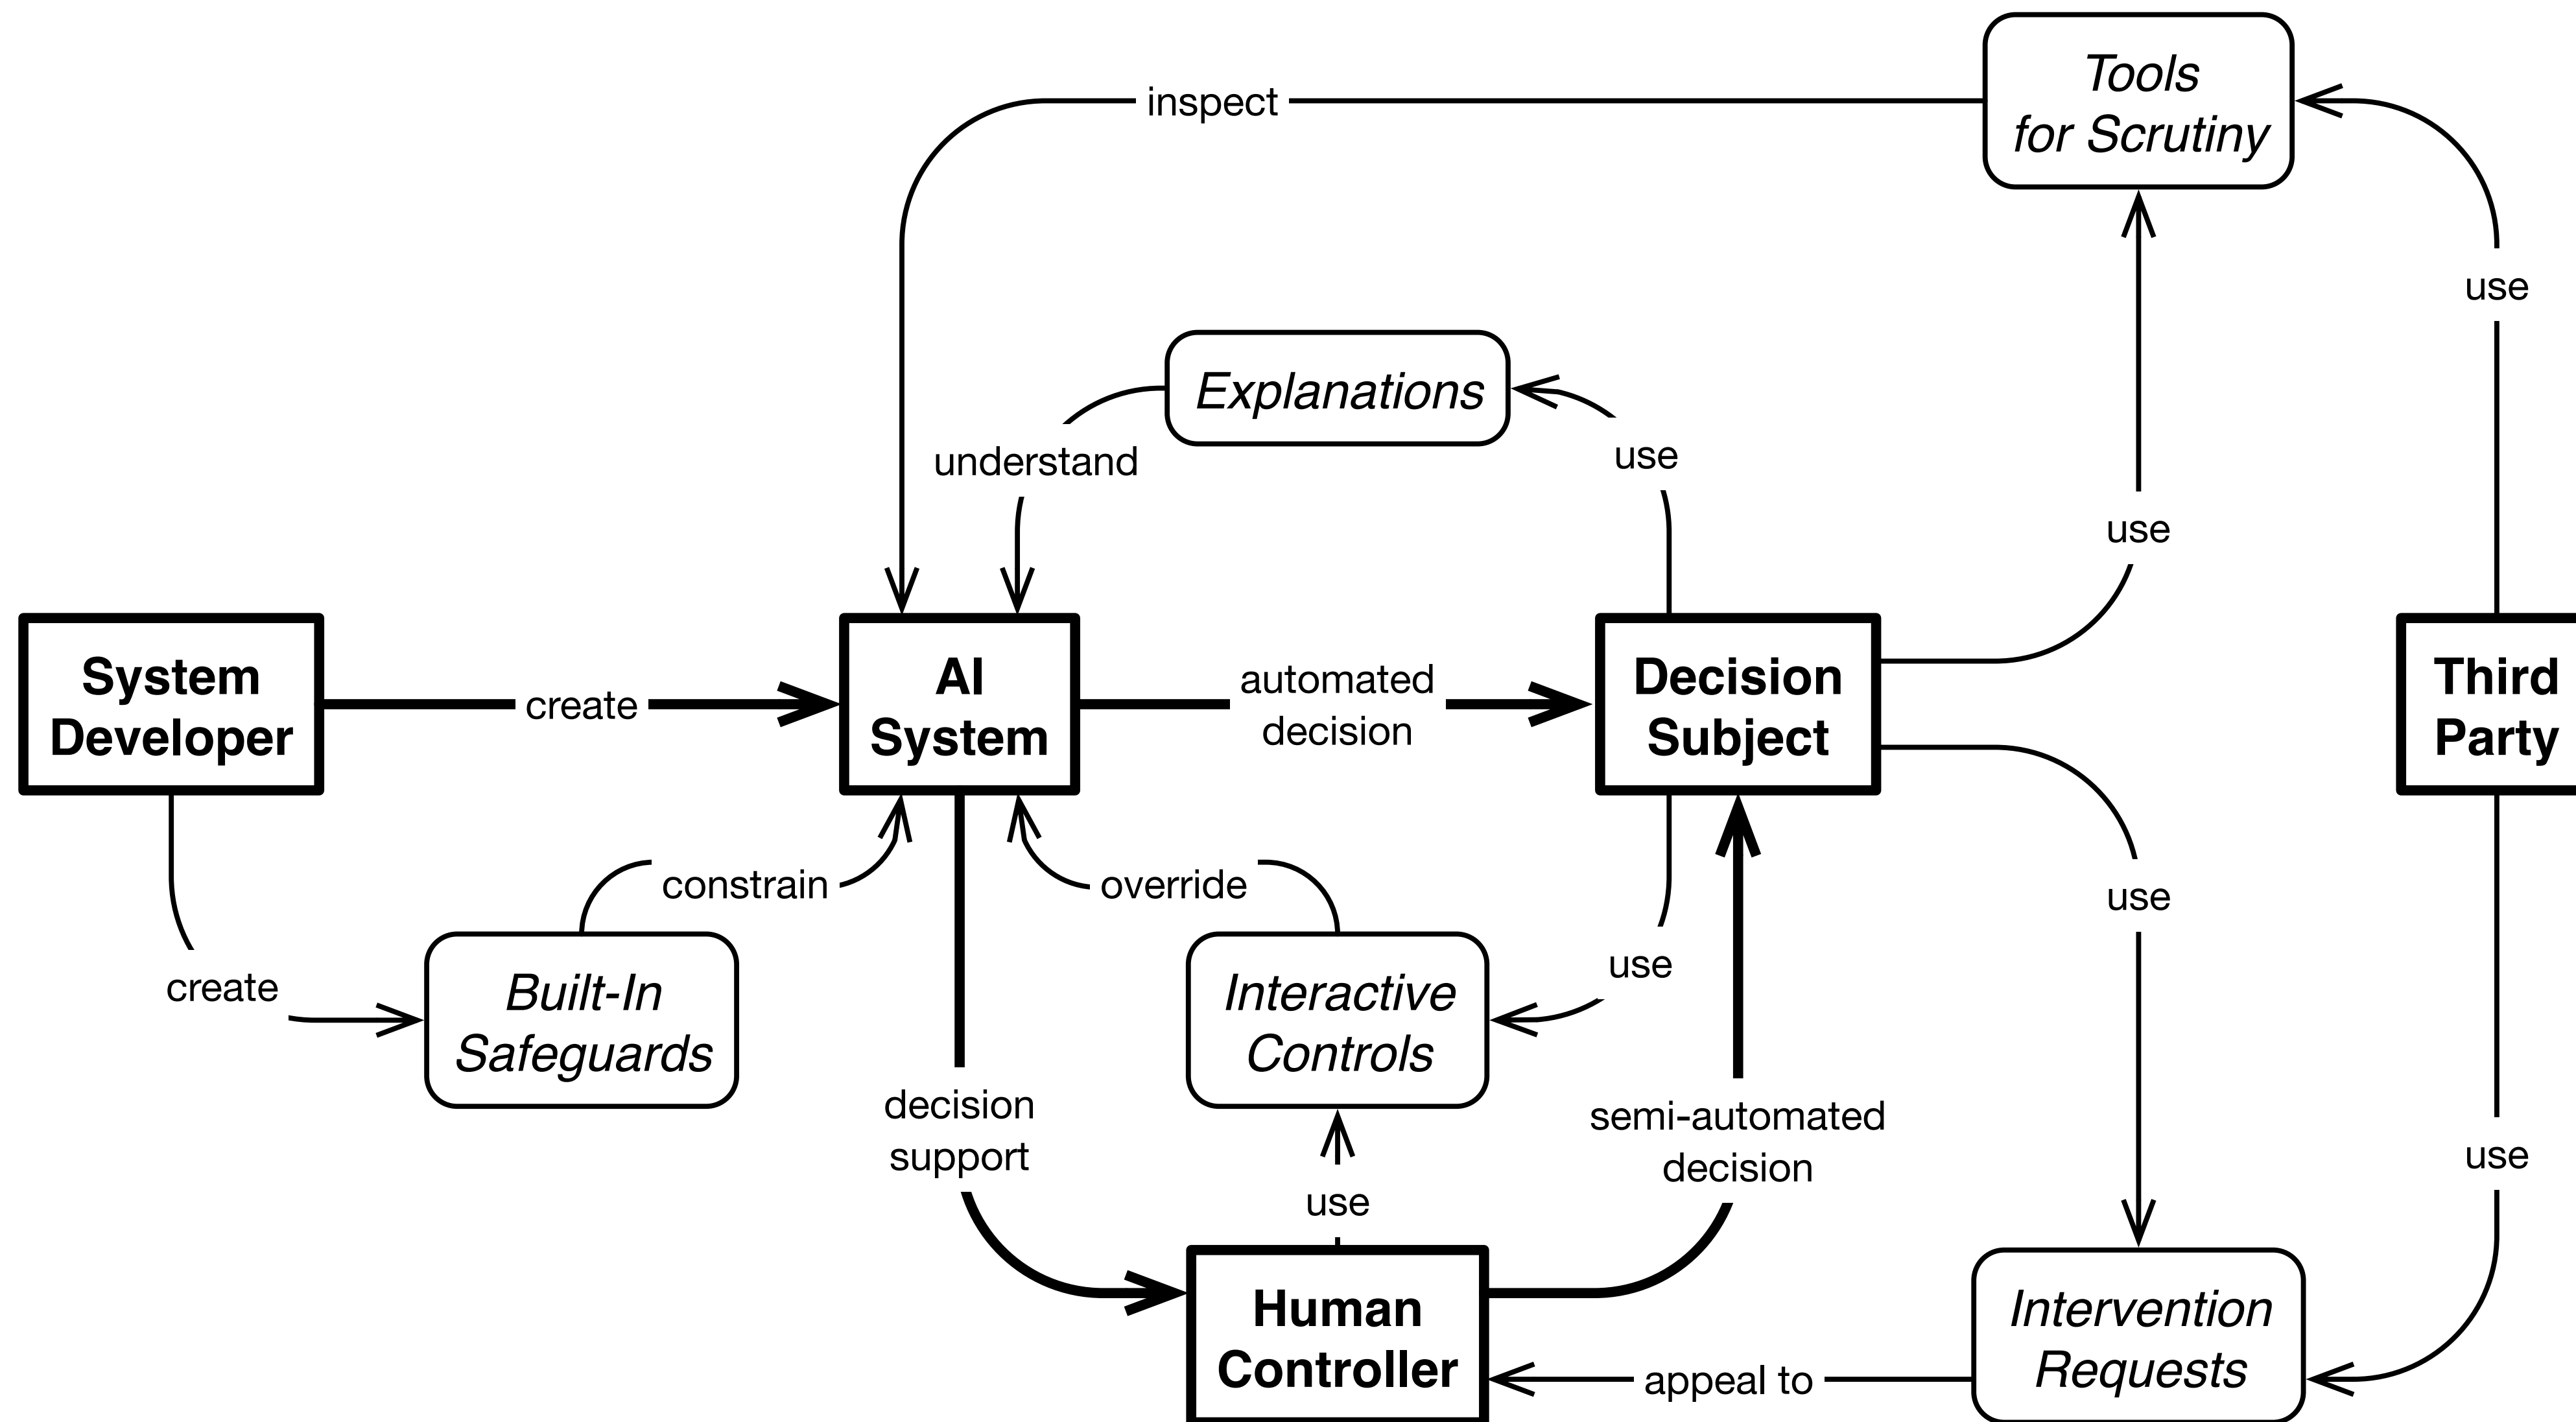 Tools
for Scrutiny
inspect
use
Explanations
understand
use
use
System
Developer
create
AI
System
automated
decision
Decision
Subject
Third
Party
constrain
override
use
create
Built-In
Safeguards
Interactive
Controls
use
decision
support
semi-automated
decision
use
use
Human
Controller
appeal to
Intervention
Requests